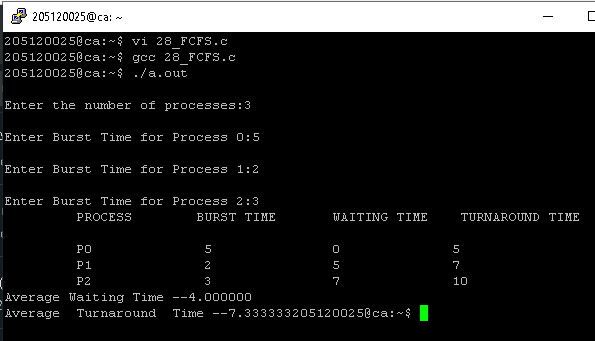 205120025@ca: ~
205120025@ca:~$ vi 28_FCFS.c
205120025@ca:~$ gcc 28_FCFS.c
205120025@ca:~$ ./a.out
Enter the number of processes:3
Enter Burst Time for Process 0:5
Enter Burst Time for Process 1:2
Enter Burst Time for Process 2:3
PROCESS BURST TIME WAITING TIME TURNAROUND TIME
P0 5 0 5
P1 2 5 7
P2 3 7 10
Average Waiting Time --4.000000
Average  Turnaround  Time --7.333333205120025@ca:~$